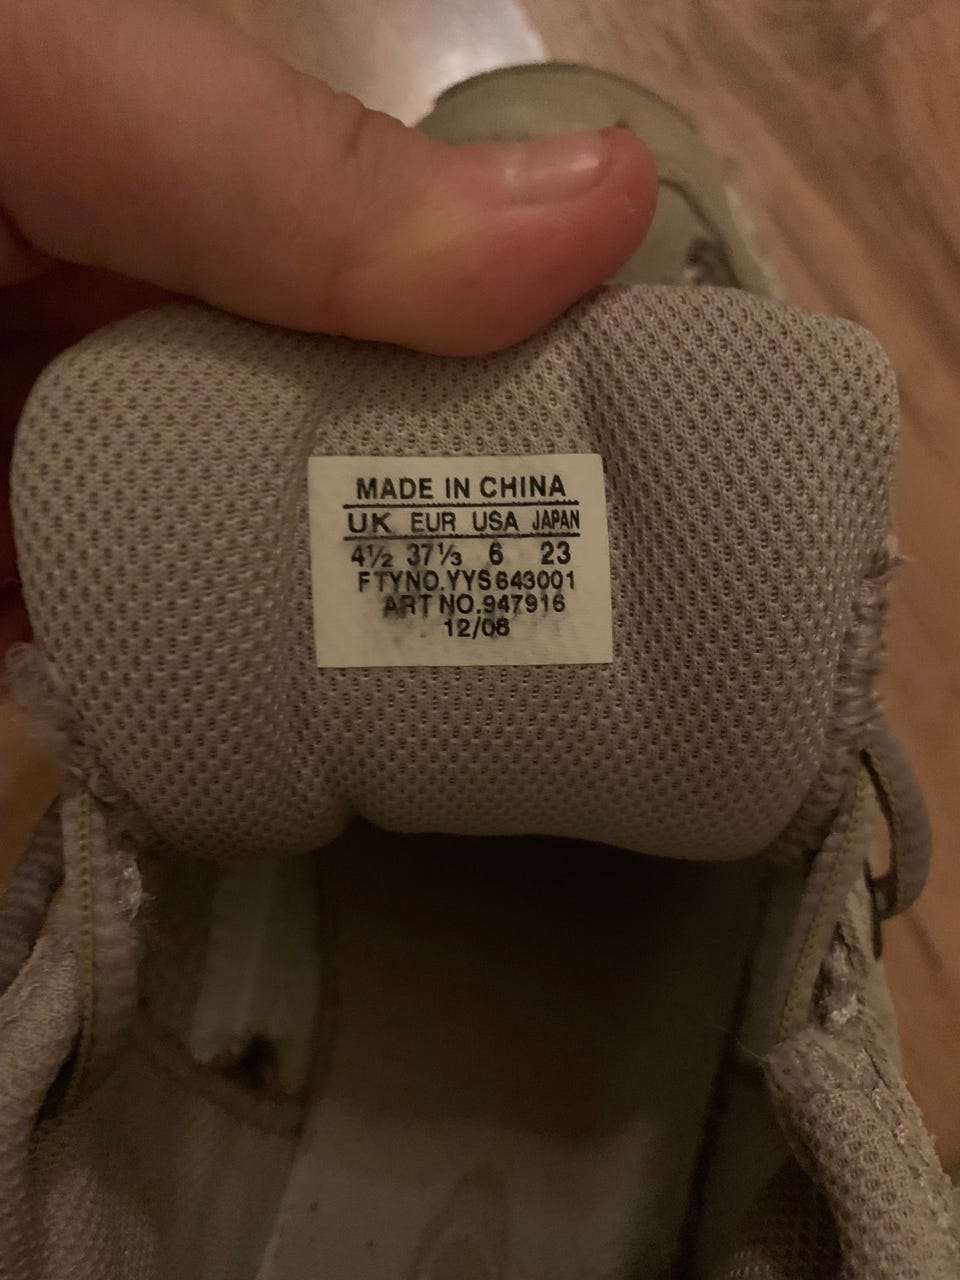 MADE IN CHINA
UK EUR USA JAPAN
4½ 37⅓ 6 23
FTYNO.YYS643001
ART NO.947916
12/08